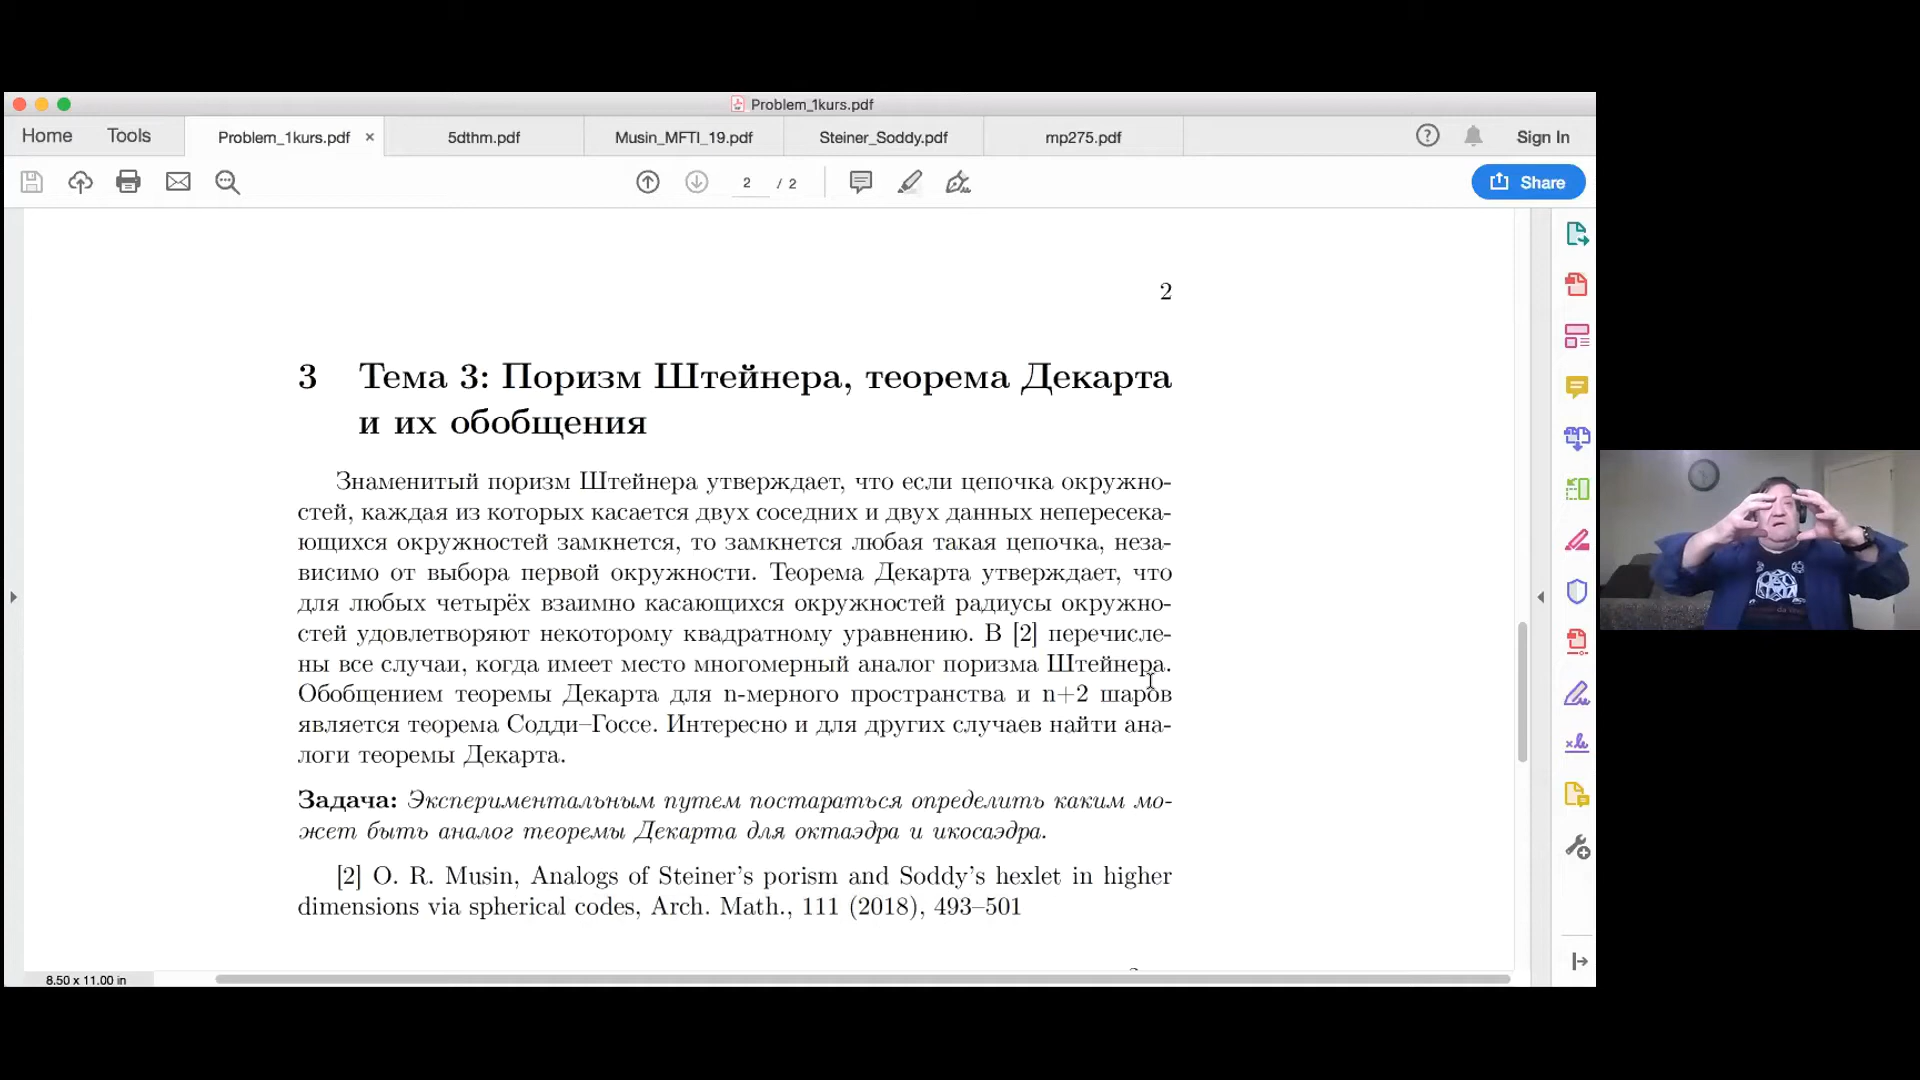 Problem_1kurs.pdf
Home Tools Problem_1kurs.pdf × 5dthm.pdf Musin_MFTI_19.pdf Steiner_Soddy.pdf mp275.pdf ? Sign In
2 / 2 Share
2
3 Тема 3: Поризм Штейнера, теорема Декарта
и их обобщения
Знаменитый поризм Штейнера утверждает, что если цепочка окружно-
стей, каждая из которых касается двух соседних и двух данных непересека-
ющихся окружностей замкнется, то замкнется любая такая цепочка, неза-
висимо от выбора первой окружности. Теорема Декарта утверждает, что
для любых четырёх взаимно касающихся окружностей радиусы окружно-
стей удовлетворяют некоторому квадратному уравнению. В [2] перечисле-
ны все случаи, когда имеет место многомерный аналог поризма Штейнера.
Обобщением теоремы Декарта для n-мерного пространства и n+2 шаров
является теорема Содди–Госсе. Интересно и для других случаев найти ана-
логи теоремы Декарта.
Задача: Экспериментальным путем постараться определить каким мо-
жет быть аналог теоремы Декарта для октаэдра и икосаэдра.
[2] O. R. Musin, Analogs of Steiner's porism and Soddy's hexlet in higher
dimensions via spherical codes, Arch. Math., 111 (2018), 493–501
8.50 x 11.00 in